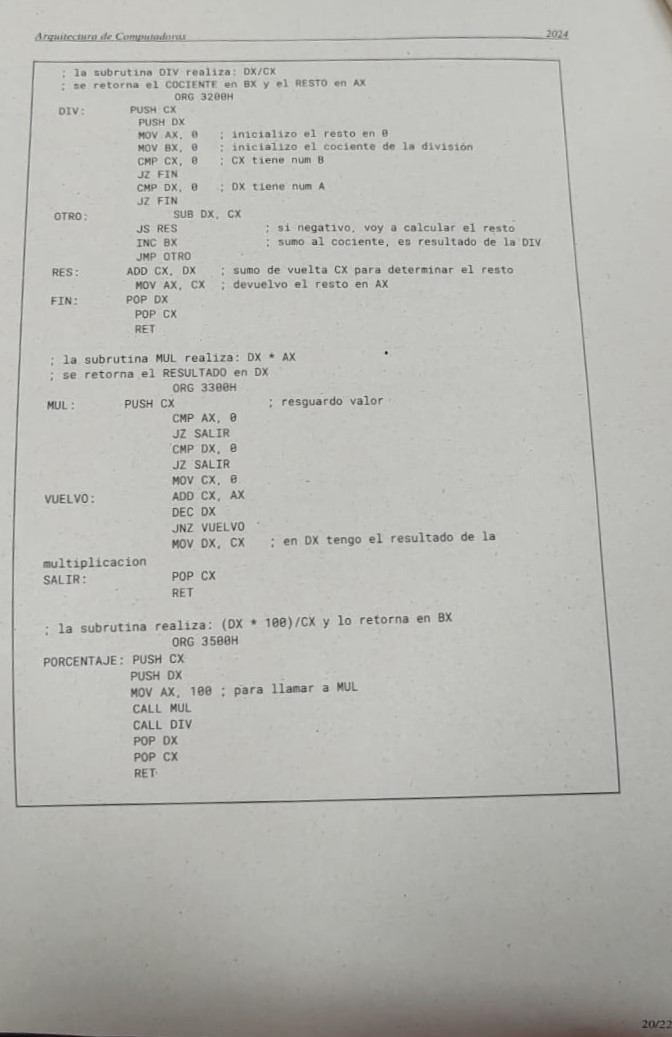 Arquitectura de Computadoras 2024
; la subrutina DIV realiza: DX/CX
; se retorna el COCIENTE en BX y el RESTO en AX
ORG 3200H
DIV: PUSH CX
PUSH DX
MOV AX, 0 ; inicializo el resto en 0
MOV BX, 0 ; inicializo el cociente de la división
CMP CX, 0 ; CX tiene num B
JZ FIN
CMP DX, 0 ; DX tiene num A
JZ FIN
OTRO: SUB DX, CX
JS RES ; si negativo, voy a calcular el resto
INC BX ; sumo al cociente, es resultado de la DIV
JMP OTRO
RES: ADD CX, DX ; sumo de vuelta CX para determinar el resto
MOV AX, CX ; devuelvo el resto en AX
FIN: POP DX
POP CX
RET
; la subrutina MUL realiza: DX * AX
; se retorna el RESULTADO en DX
ORG 3300H
MUL: PUSH CX ; resguardo valor
CMP AX, 0
JZ SALIR
CMP DX, 0
JZ SALIR
MOV CX, 0
VUELVO: ADD CX, AX
DEC DX
JNZ VUELVO
MOV DX, CX ; en DX tengo el resultado de la
multiplicacion
SALIR: POP CX
RET
; la subrutina realiza: (DX * 100)/CX y lo retorna en BX
ORG 3500H
PORCENTAJE: PUSH CX
PUSH DX
MOV AX, 100 ; para llamar a MUL
CALL MUL
CALL DIV
POP DX
POP CX
RET
20/22